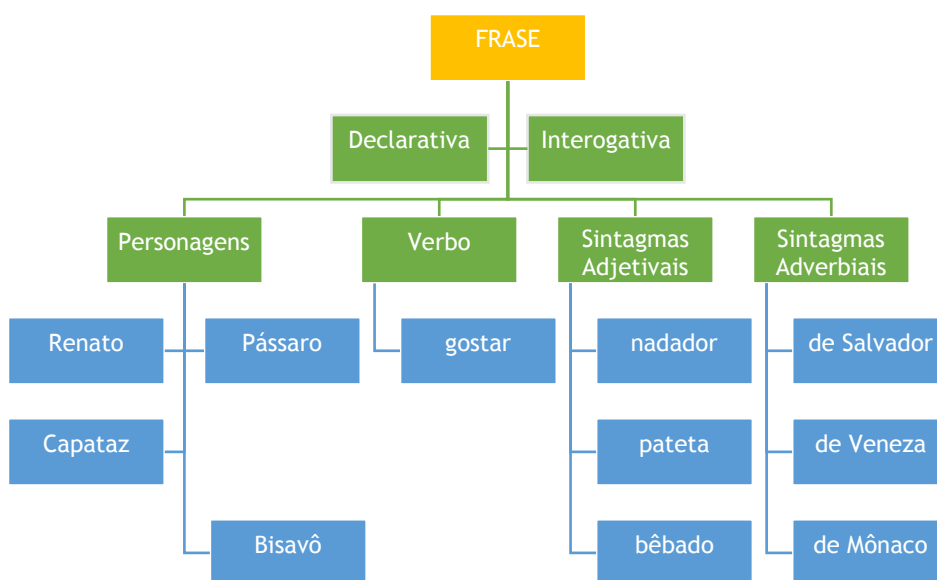 FRASE
Declarativa
Interogativa
Personagens
Verbo
Sintagmas
Adjetivais
Sintagmas
Adverbiais
Renato
Pássaro
gostar
nadador
de Salvador
Capataz
pateta
de Veneza
Bisavô
bêbado
de Mônaco